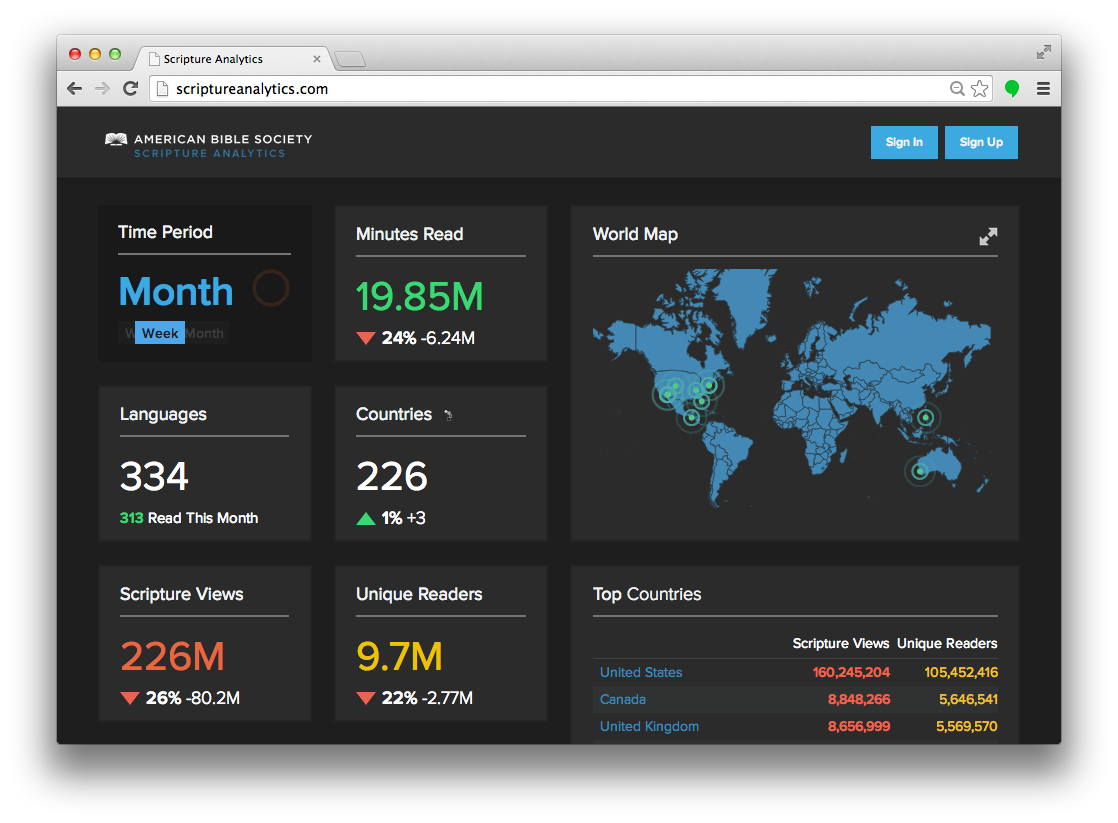 Scripture Analytics
scriptureanalytics.com
AMERICAN BIBLE SOCIETY
SCRIPTURE ANALYTICS
Sign In
Sign Up
Time Period
Month
Week Month
Minutes Read
19.85M
24% -6.24M
World Map
Languages
334
313 Read This Month
Countries
226
1% +3
Scripture Views
226M
26% -80.2M
Unique Readers
9.7M
22% -2.77M
Top Countries
Scripture Views Unique Readers
United States 160,245,204 105,452,416
Canada 8,848,266 5,646,541
United Kingdom 8,656,999 5,569,570